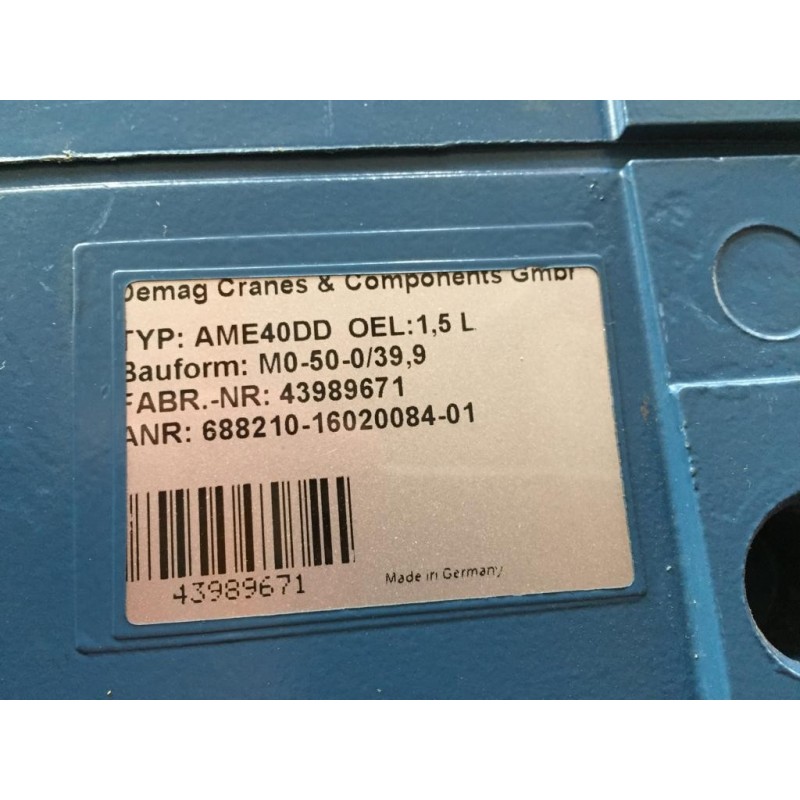 Demag Cranes & Components GmbH
TYP: AME40DD OEL:1,5 L
Bauform: M0-50-0/39,9
FABR.-NR: 43989671
ANR: 688210-16020084-01
43989671
Made in Germany